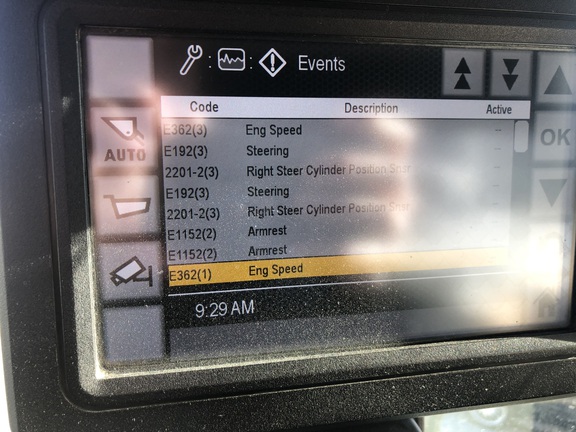 : : Events
Code Description Active
E362(3) Eng Speed --
E192(3) Steering --
2201-2(3) Right Steer Cylinder Position Snsr --
E192(3) Steering --
2201-2(3) Right Steer Cylinder Position Snsr --
E1152(2) Armrest
E1152(2) Armrest
E362(1) Eng Speed
9:29 AM
AUTO
OK